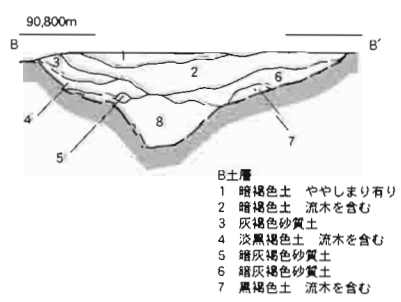 90,800m
B B′
1
3 2 6
4 5 8 7
B土層
1 暗褐色土 ややしまり有り
2 暗褐色土 流木を含む
3 灰褐色砂質土
4 淡黒褐色土 流木を含む
5 暗灰褐色砂質土
6 暗灰褐色砂質土
7 黒褐色土 流木を含む